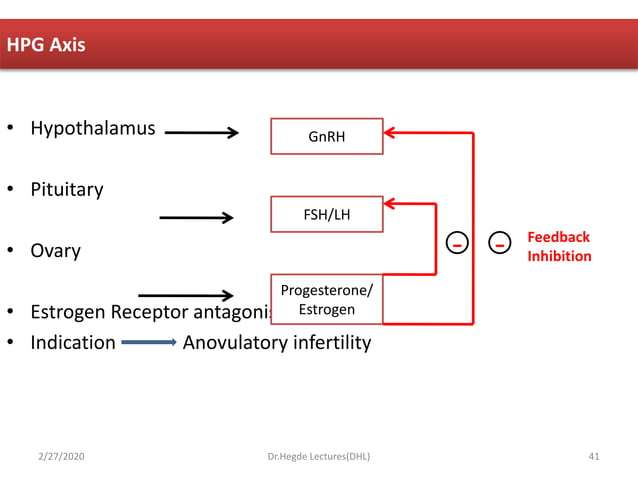 HPG Axis
• Hypothalamus
GnRH
• Pituitary
FSH/LH
• Ovary
Feedback
Inhibition
Progesterone/
Estrogen
• Estrogen Receptor
• Indication Anovulatory infertility
2/27/2020 Dr.Hegde Lectures(DHL) 41